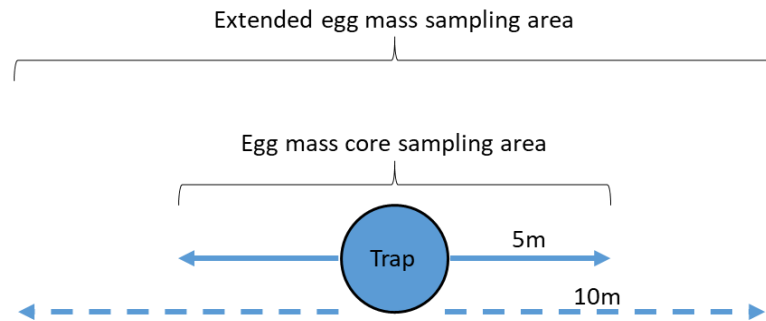 Extended egg mass sampling area
Egg mass core sampling area
Trap
5m
10m